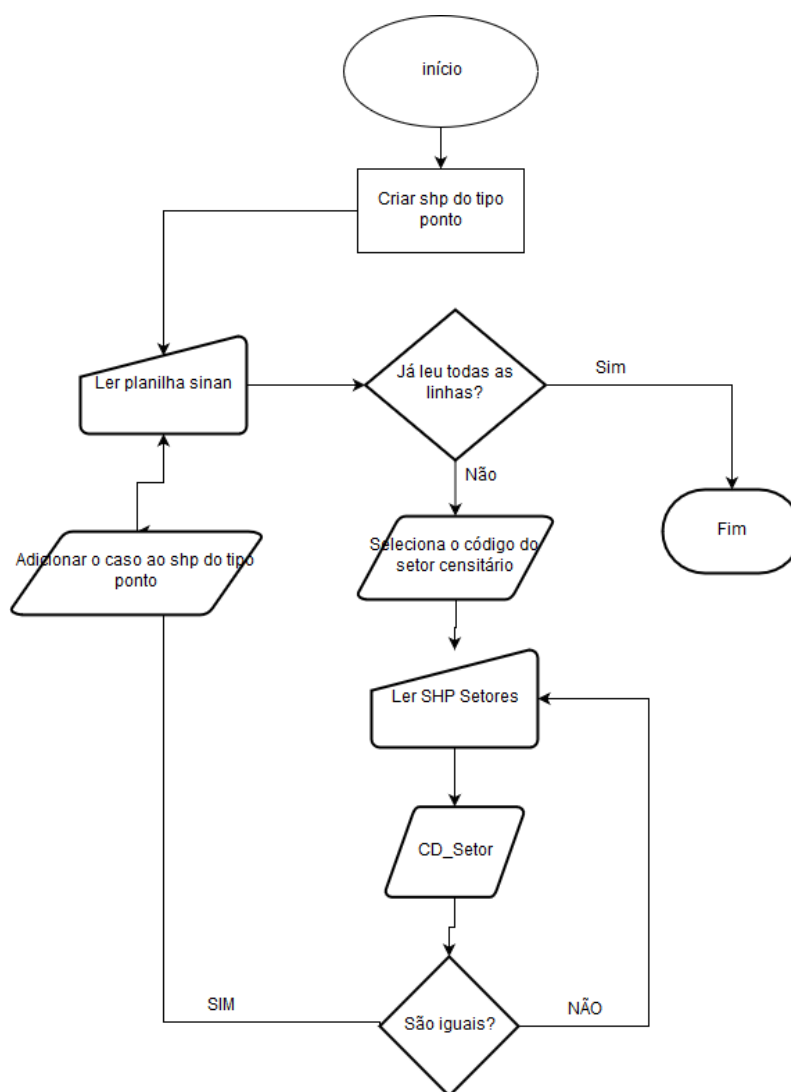 início
Criar shp do tipo
ponto
Ler planilha sinan
Já leu todas as
linhas?
Sim
Não
Fim
Seleciona o código do
setor censitário
Adicionar o caso ao shp do tipo
ponto
Ler SHP Setores
CD_Setor
São iguais?
SIM
NÃO